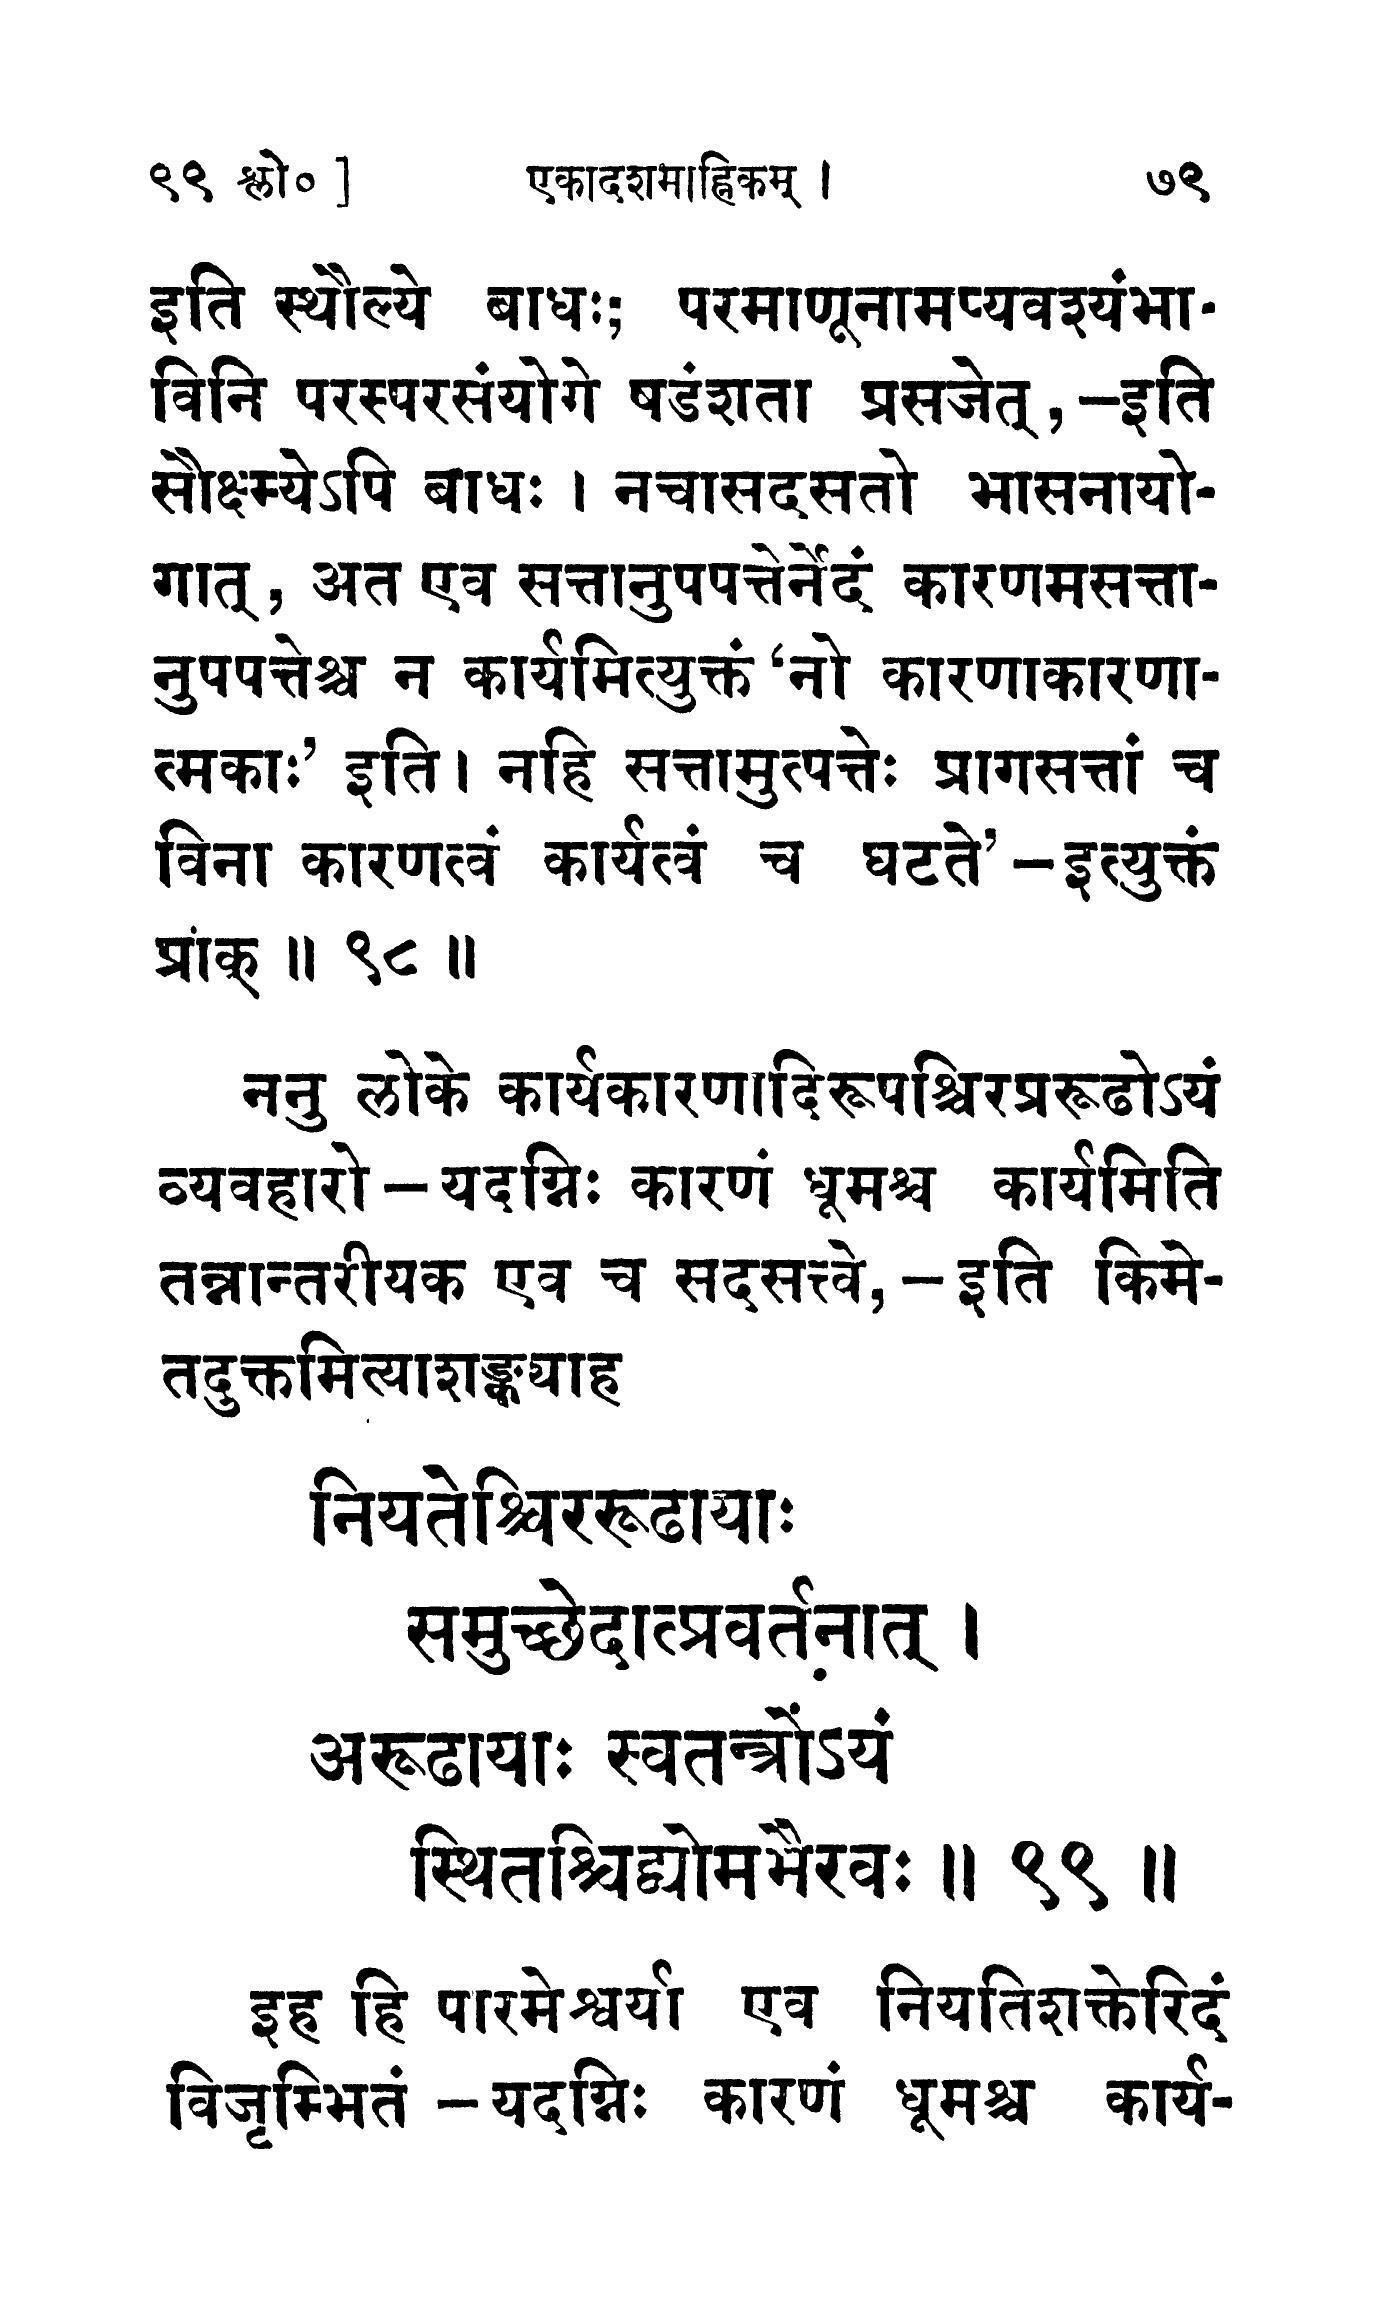 ९९ श्लो० ] एकादशमाह्निकम् । ७९
इति स्थौल्ये बाधः; परमाणूनामप्यवश्यंभा-
विनि परस्परसंयोगे षडंशता प्रसजेत्,—इति
सौक्ष्म्येऽपि बाधः । नचासद्सतो भासनायो-
गात्, अत एव सत्तानुपपत्तेर्नेदं कारणमसत्ता-
नुपपत्तेश्च न कार्यमित्युक्तं ‘नो कारणाकारणा-
त्मकाः’ इति । नहि सत्तामुत्पत्तेः प्रागसत्तां च
विना कारणत्वं कार्यत्वं च घटते’—इत्युक्तं
प्रांक् ॥ ९८ ॥
ननु लोके कार्यकारणादिरूपश्चिरप्ररूढोऽयं
व्यवहारो—यदग्निः कारणं धूमश्च कार्यमिति
तन्नान्तरीयक एव च सदसत्त्वे,—इति किमे-
तदुक्तमित्याशङ्क्याह
नियतेश्चिररूढायाः
समुच्छेदात्प्रवर्तनात् ।
अरूढायाः स्वतन्त्रोंऽयं
स्थितश्चिद्व्योमभैरवः ॥ ९९ ॥
इह हि पारमेश्वर्या एव नियतिशक्तेरिदं
विजृम्भितं —यदग्निः कारणं धूमश्च कार्य-